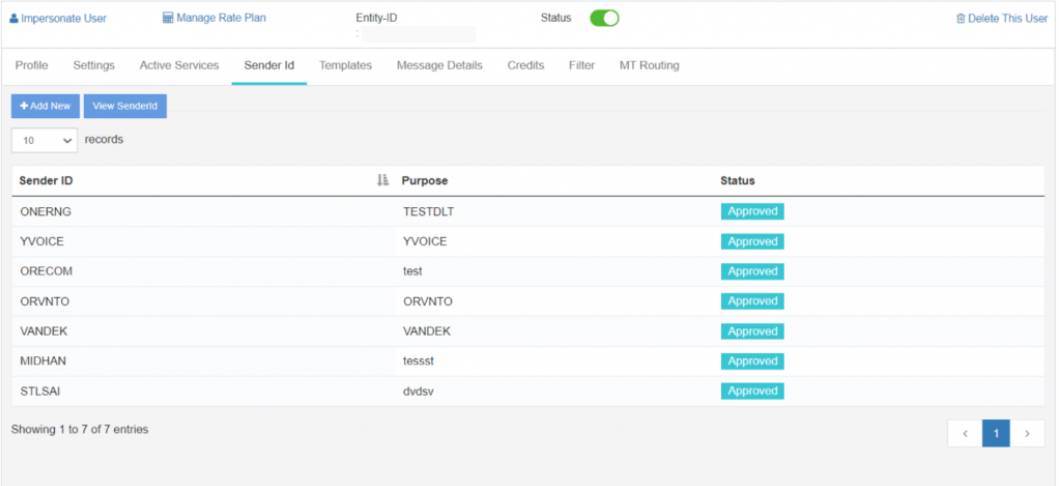 Impersonate User Manage Rate Plan Entity-ID Status Delete This User
:
Profile Settings Active Services Sender Id Templates Message Details Credits Filter MT Routing
+ Add New View SenderId
10 records
Sender ID Purpose Status
ONERNG TESTDLT Approved
YVOICE YVOICE Approved
ORECOM test Approved
ORVNTO ORVNTO Approved
VANDEK VANDEK Approved
MIDHAN tessst Approved
STLSAI dvdsv Approved
Showing 1 to 7 of 7 entries < 1 >